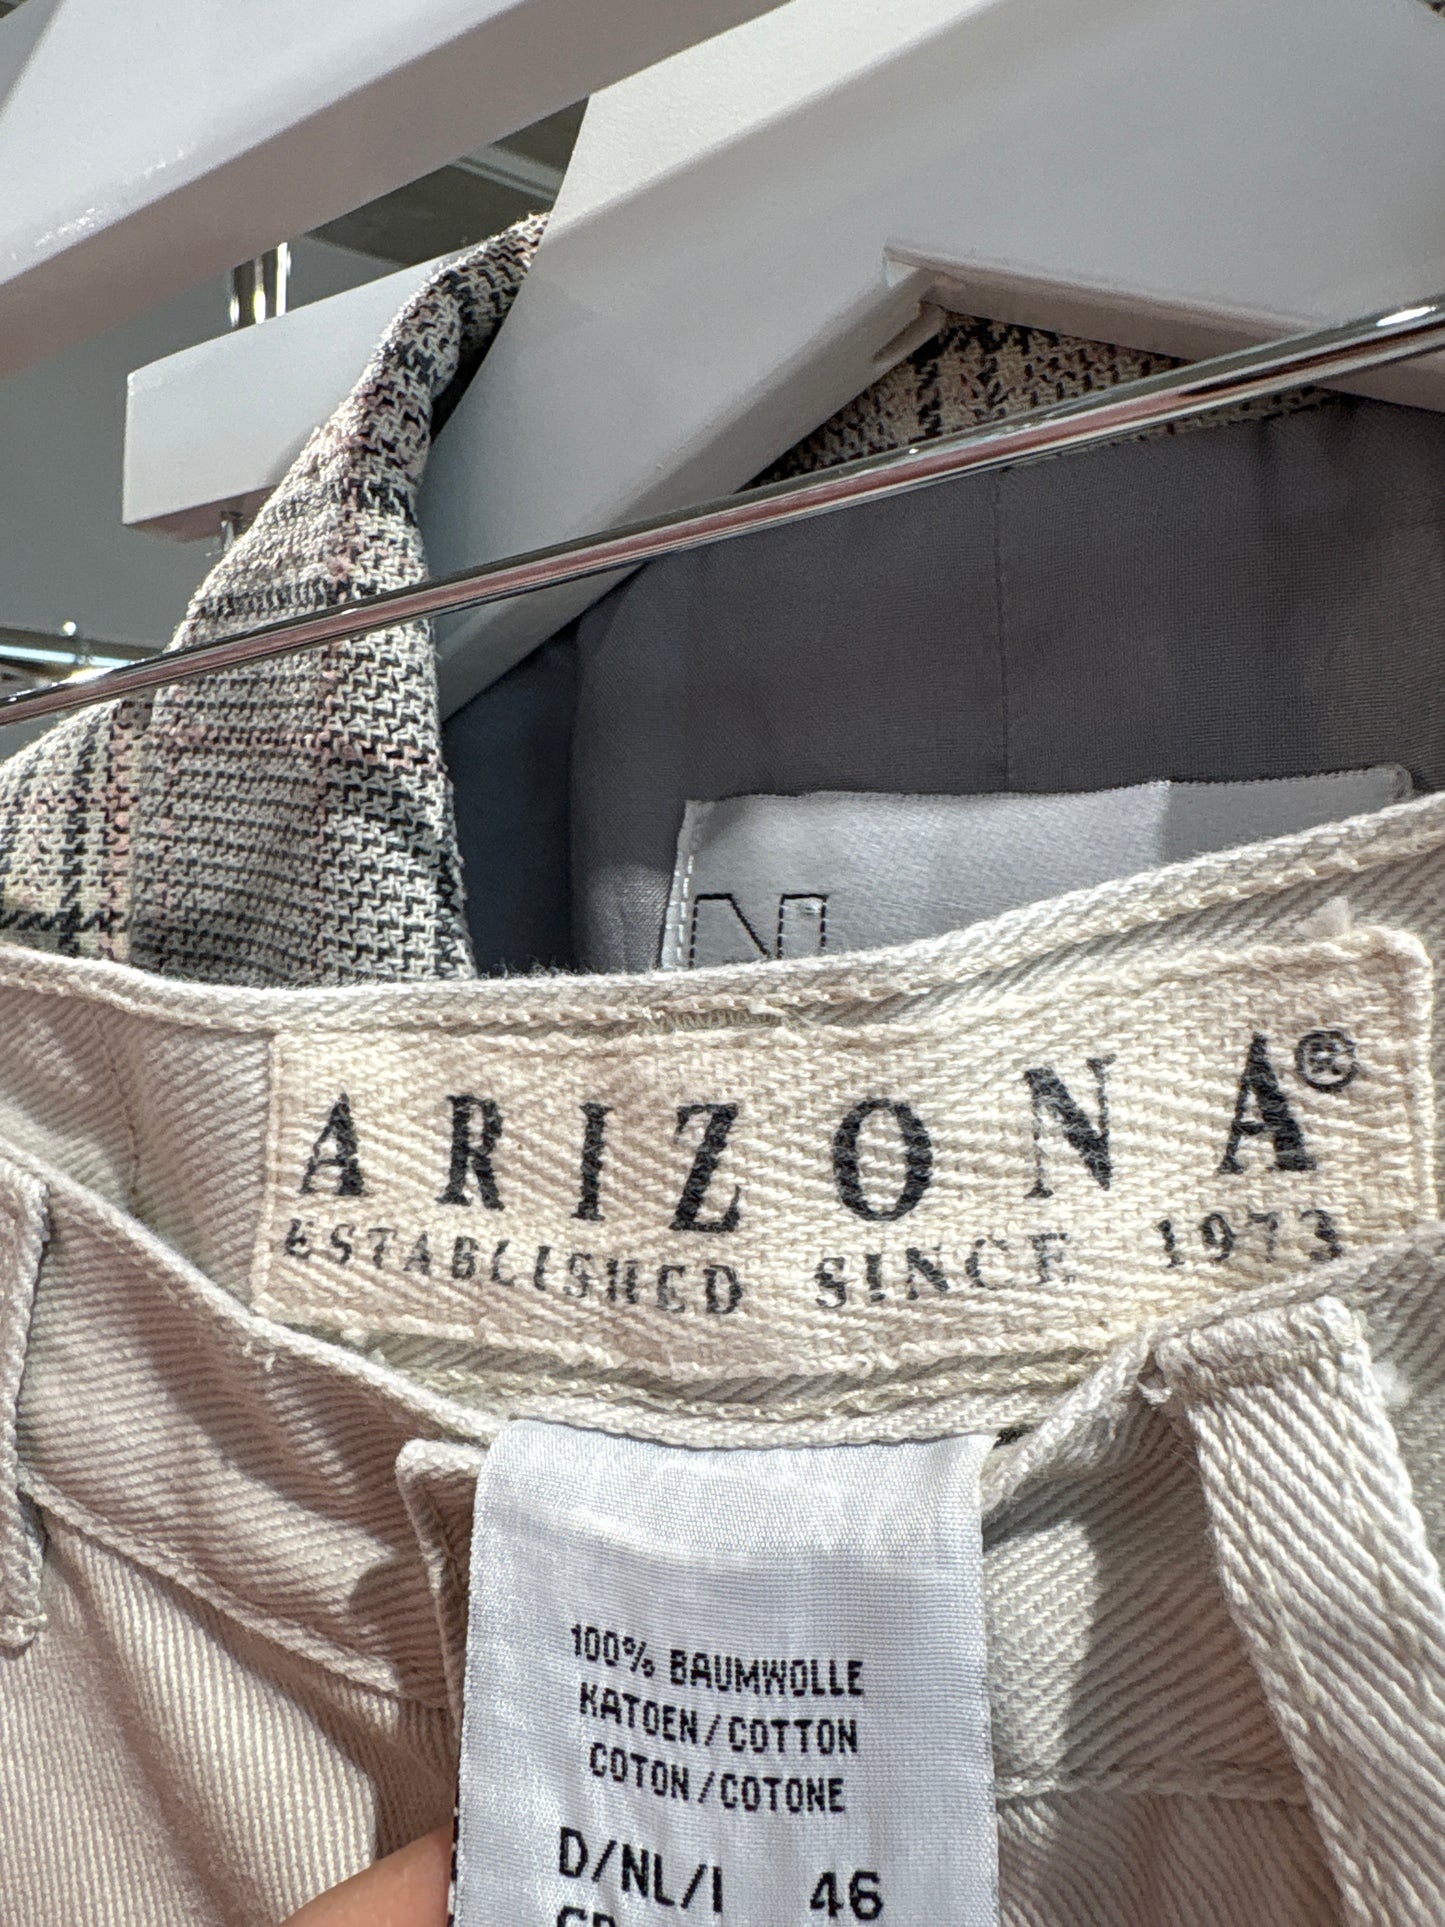 N
ARIZONA®
ESTABLISHED SINCE 1973
100% BAUMWOLLE
KATOEN/COTTON
COTON/COTONE
D/NL/I 46